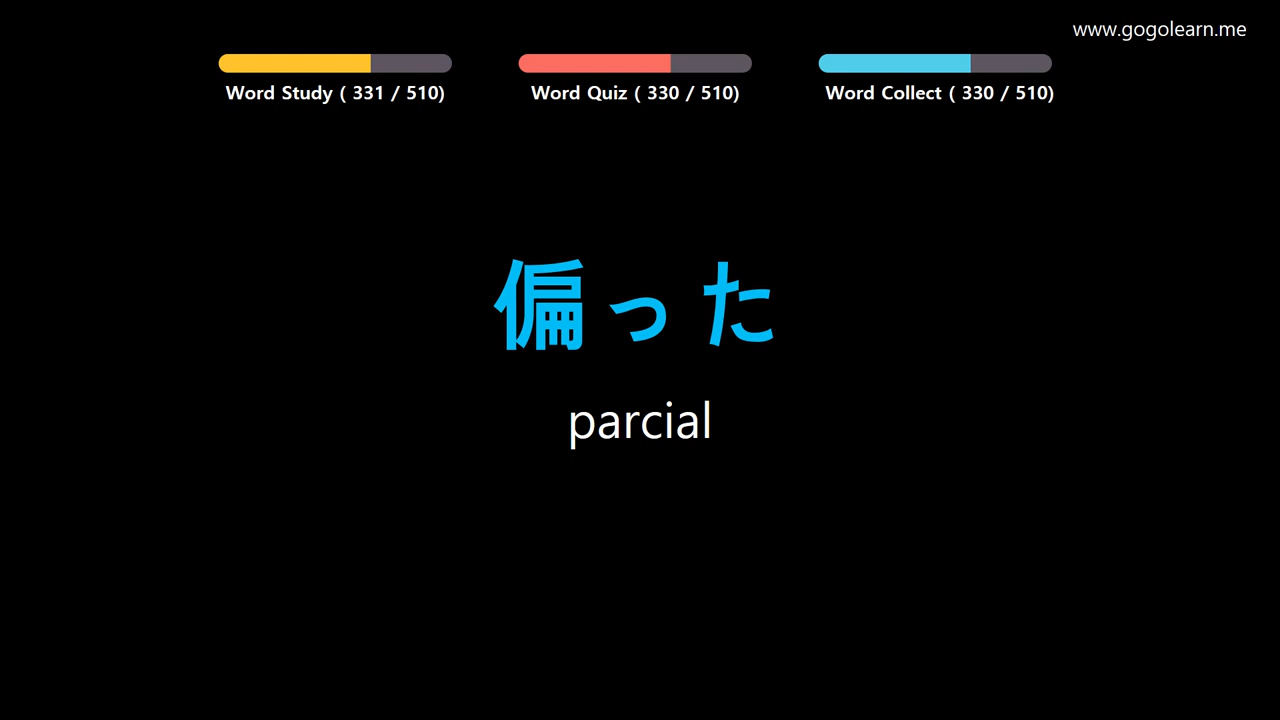 www.gogolearn.me
Word Study ( 331 / 510)
Word Quiz ( 330 / 510)
Word Collect ( 330 / 510)
偏った
parcial